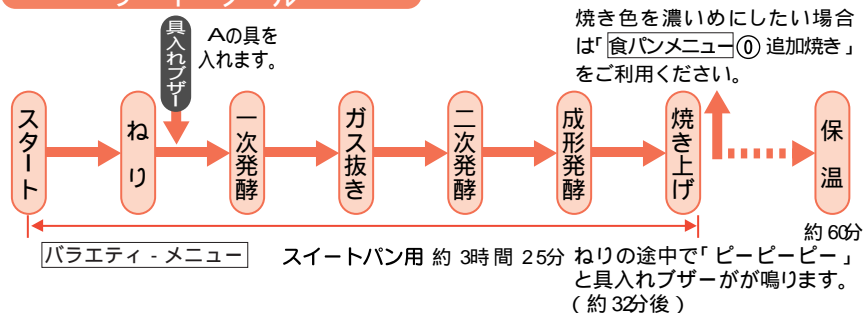 具入れブザー
Aの具を
入れます。
焼き色を濃いめにしたい場合
は「食パンメニュー⓪ 追加焼き」
をご利用ください。
スタート
ねり
一次発酵
ガス抜き
二次発酵
成形発酵
焼き上げ
保温
約 60分
バラエティ - メニュー
スイートパン用 約 3時間 25分
ねりの途中で「ピーピーピー」
と具入れブザーがが鳴ります。
( 約 32分後 )